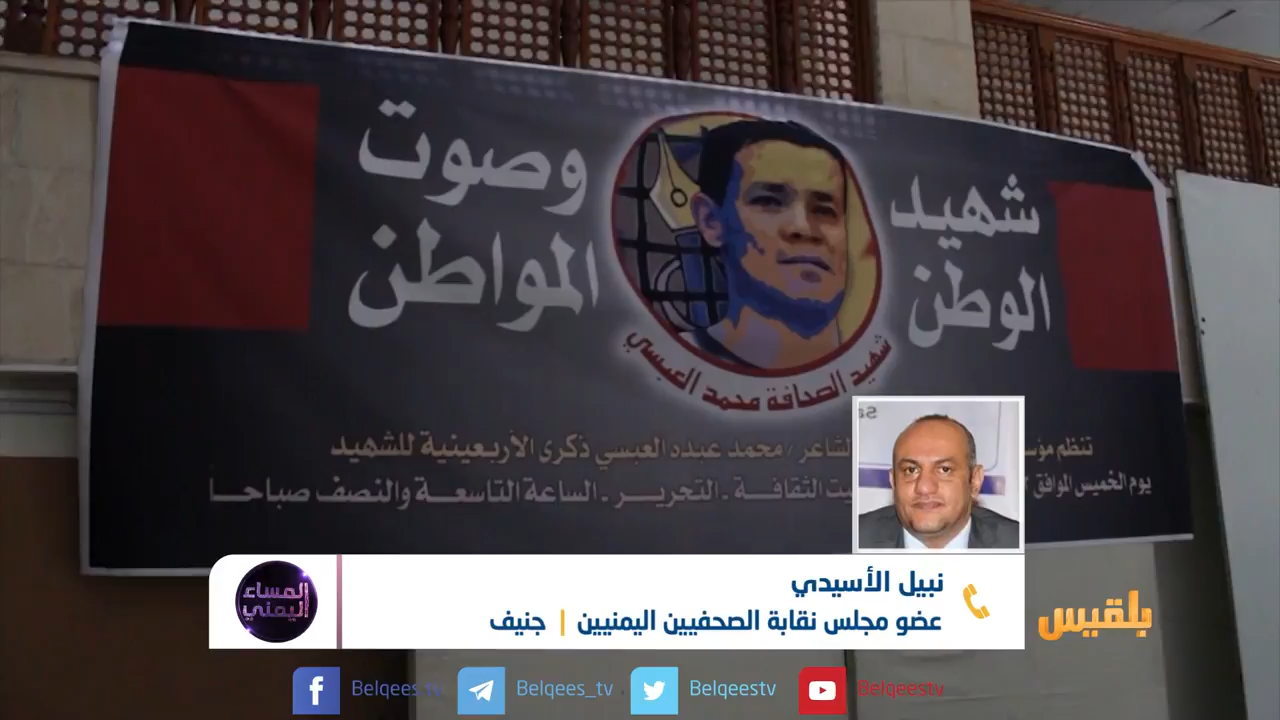 شهيد الوطن
وصوت المواطن
شهيد الصحافة محمد العبسي
تنظم الشاعر / محمد عبده العبسي ذكرى الأربعينية للشهيد
يوم الخميس الموافق الثقافة - التحرير - الساعة التاسعة والنصف صباحاً
نبيل الأسيدي
عضو مجلس نقابة الصحفيين اليمنيين | جنيف
المساء اليمني
بلقيس
Belqees tv
Belqees_tv
Belqeestv
Belqeestv